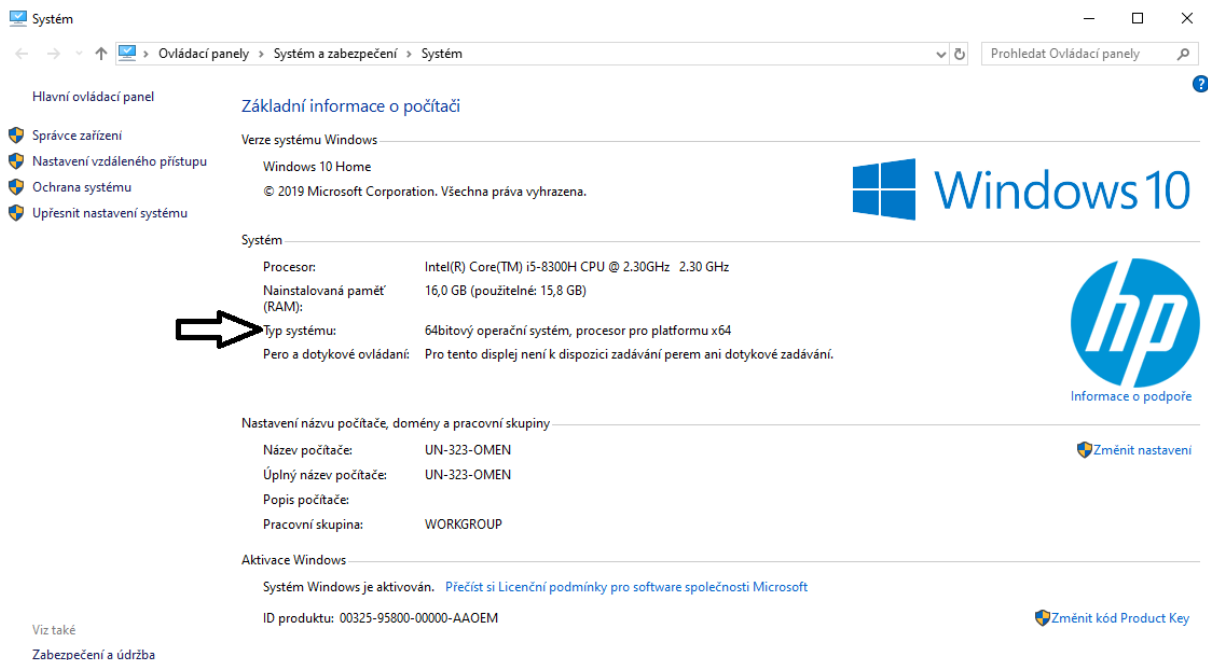 Systém
Ovládací panely > Systém a zabezpečení > Systém
Prohledat Ovládací panely
?
Hlavní ovládací panel
Správce zařízení
Nastavení vzdáleného přístupu
Ochrana systému
Upřesnit nastavení systému
Základní informace o počítači
Verze systému Windows
Windows 10 Home
© 2019 Microsoft Corporation. Všechna práva vyhrazena.
Windows 10
Systém
Procesor: Intel(R) Core(TM) i5-8300H CPU @ 2.30GHz 2.30 GHz
Nainstalovaná paměť 16,0 GB (použitelné: 15,8 GB)
(RAM):
Typ systému: 64bitový operační systém, procesor pro platformu x64
Pero a dotykové ovládaní: Pro tento displej není k dispozici zadávání perem ani dotykové zadávání.
hp
Informace o podpoře
Nastavení názvu počítače, domény a pracovní skupiny
Název počítače: UN-323-OMEN
Změnit nastavení
Úplný název počítače: UN-323-OMEN
Popis počítače:
Pracovní skupina: WORKGROUP
Aktivace Windows
Systém Windows je aktivován. Přečíst si Licenční podmínky pro software společnosti Microsoft
ID produktu: 00325-95800-00000-AAOEM
Změnit kód Product Key
Viz také
Zabezpečení a údržba